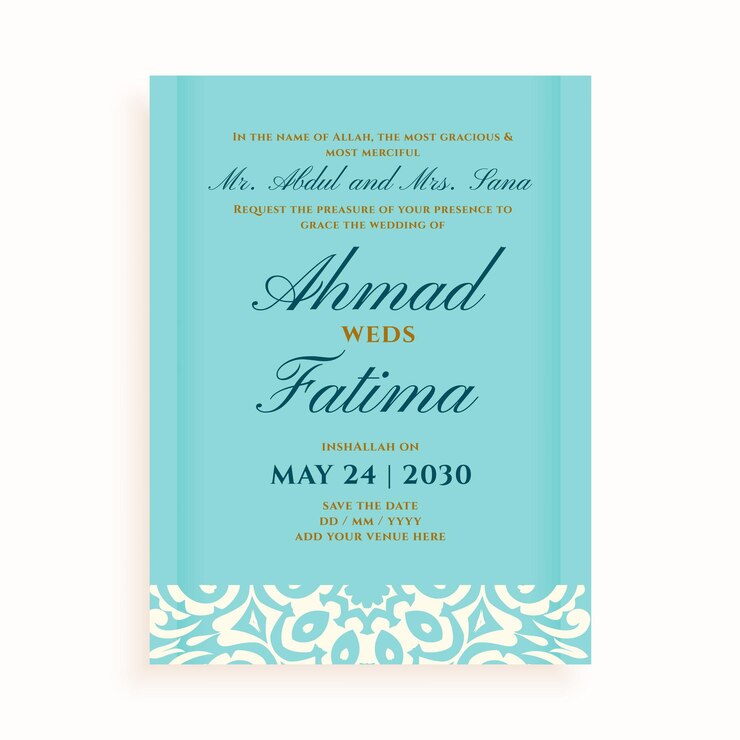 In the name of Allah, the most gracious &
most merciful
Mr. Abdul and Mrs. Sana
Request the preasure of your presence to
grace the wedding of
Ahmad
WEDS
Fatima
inshAllah on
MAY 24 | 2030
SAVE THE DATE
DD / MM / YYYY
ADD YOUR VENUE HERE